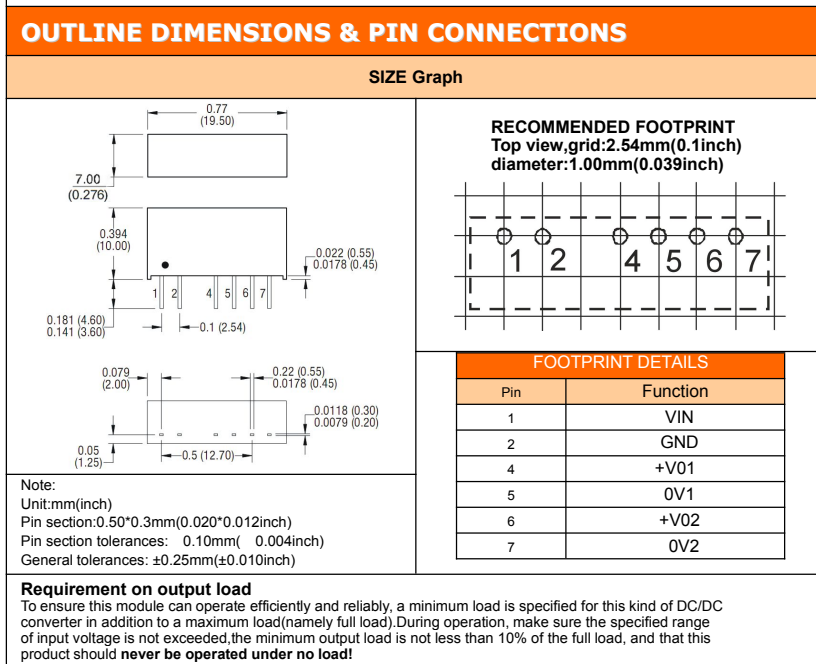 OUTLINE DIMENSIONS & PIN CONNECTIONS
SIZE Graph
0.77
(19.50)
7.00
(0.276)
0.394
(10.00)
0.022 (0.55)
0.0178 (0.45)
1 2 4 5 6 7
0.181 (4.60)
0.141 (3.60)
0.1 (2.54)
0.079
(2.00)
0.22 (0.55)
0.0178 (0.45)
0.0118 (0.30)
0.0079 (0.20)
0.05
(1.25)
0.5 (12.70)
Note:
Unit:mm(inch)
Pin section:0.50*0.3mm(0.020*0.012inch)
Pin section tolerances: 0.10mm( 0.004inch)
General tolerances: ±0.25mm(±0.010inch)
RECOMMENDED FOOTPRINT
Top view,grid:2.54mm(0.1inch)
diameter:1.00mm(0.039inch)
1 2 4 5 6 7
FOOTPRINT DETAILS
Pin Function
1 VIN
2 GND
4 +V01
5 0V1
6 +V02
7 0V2
Requirement on output load
To ensure this module can operate efficiently and reliably, a minimum load is specified for this kind of DC/DC
converter in addition to a maximum load(namely full load).During operation, make sure the specified range
of input voltage is not exceeded,the minimum output load is not less than 10% of the full load, and that this
product should never be operated under no load!